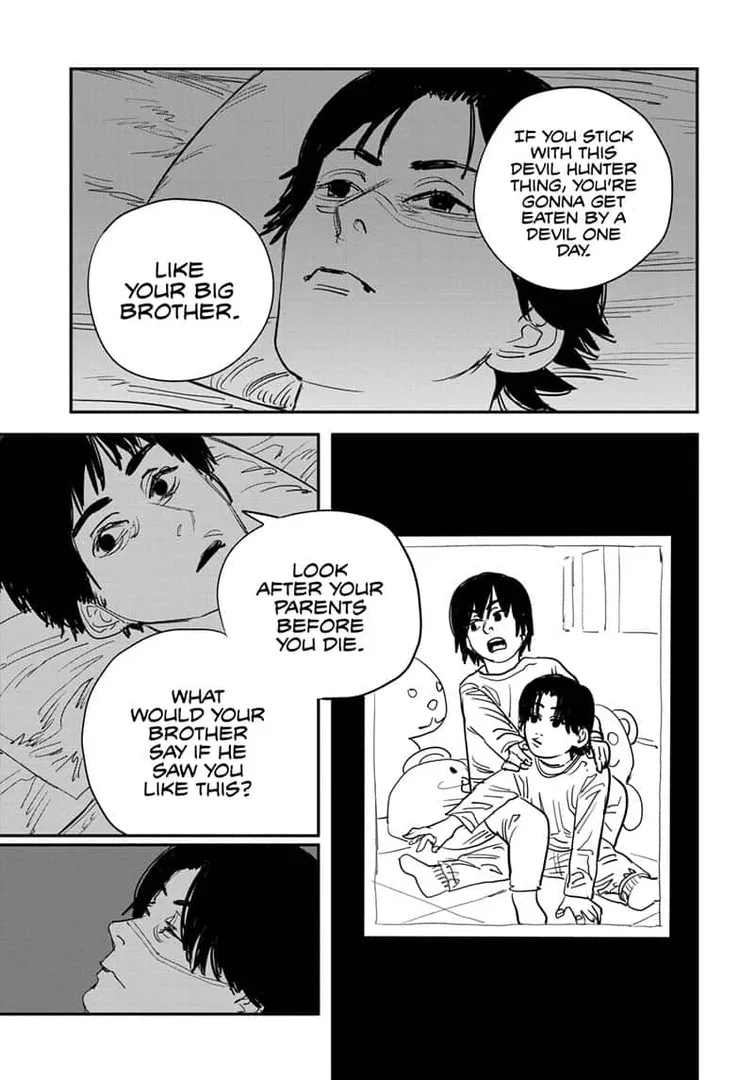 IF YOU STICK
WITH THIS
DEVIL HUNTER
THING, YOU'RE
GONNA GET
EATEN BY A
DEVIL ONE
DAY.
LIKE
YOUR BIG
BROTHER.
LOOK
AFTER YOUR
PARENTS
BEFORE
YOU DIE.
WHAT
WOULD YOUR
BROTHER
SAY IF HE
SAW YOU
LIKE THIS?